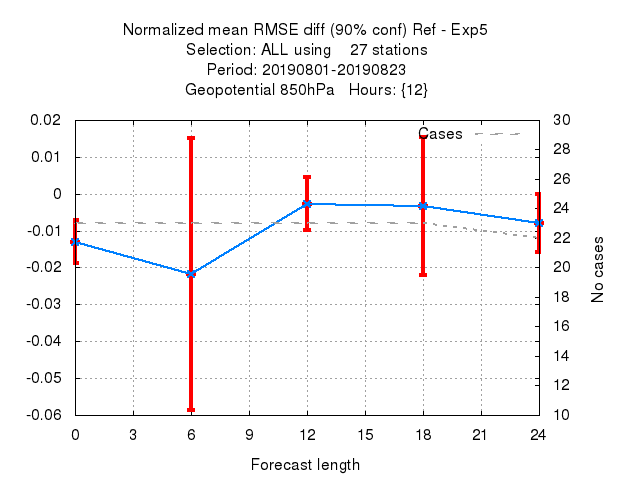 Normalized mean RMSE diff (90% conf) Ref - Exp5
Selection: ALL using    27 stations
Period: 20190801-20190823
Geopotential 850hPa   Hours: {12}
Cases
0.02
0.01
0
-0.01
-0.02
-0.03
-0.04
-0.05
-0.06
30
28
26
24
22
20
18
16
14
12
10
No cases
0 3 6 9 12 15 18 21 24
Forecast length